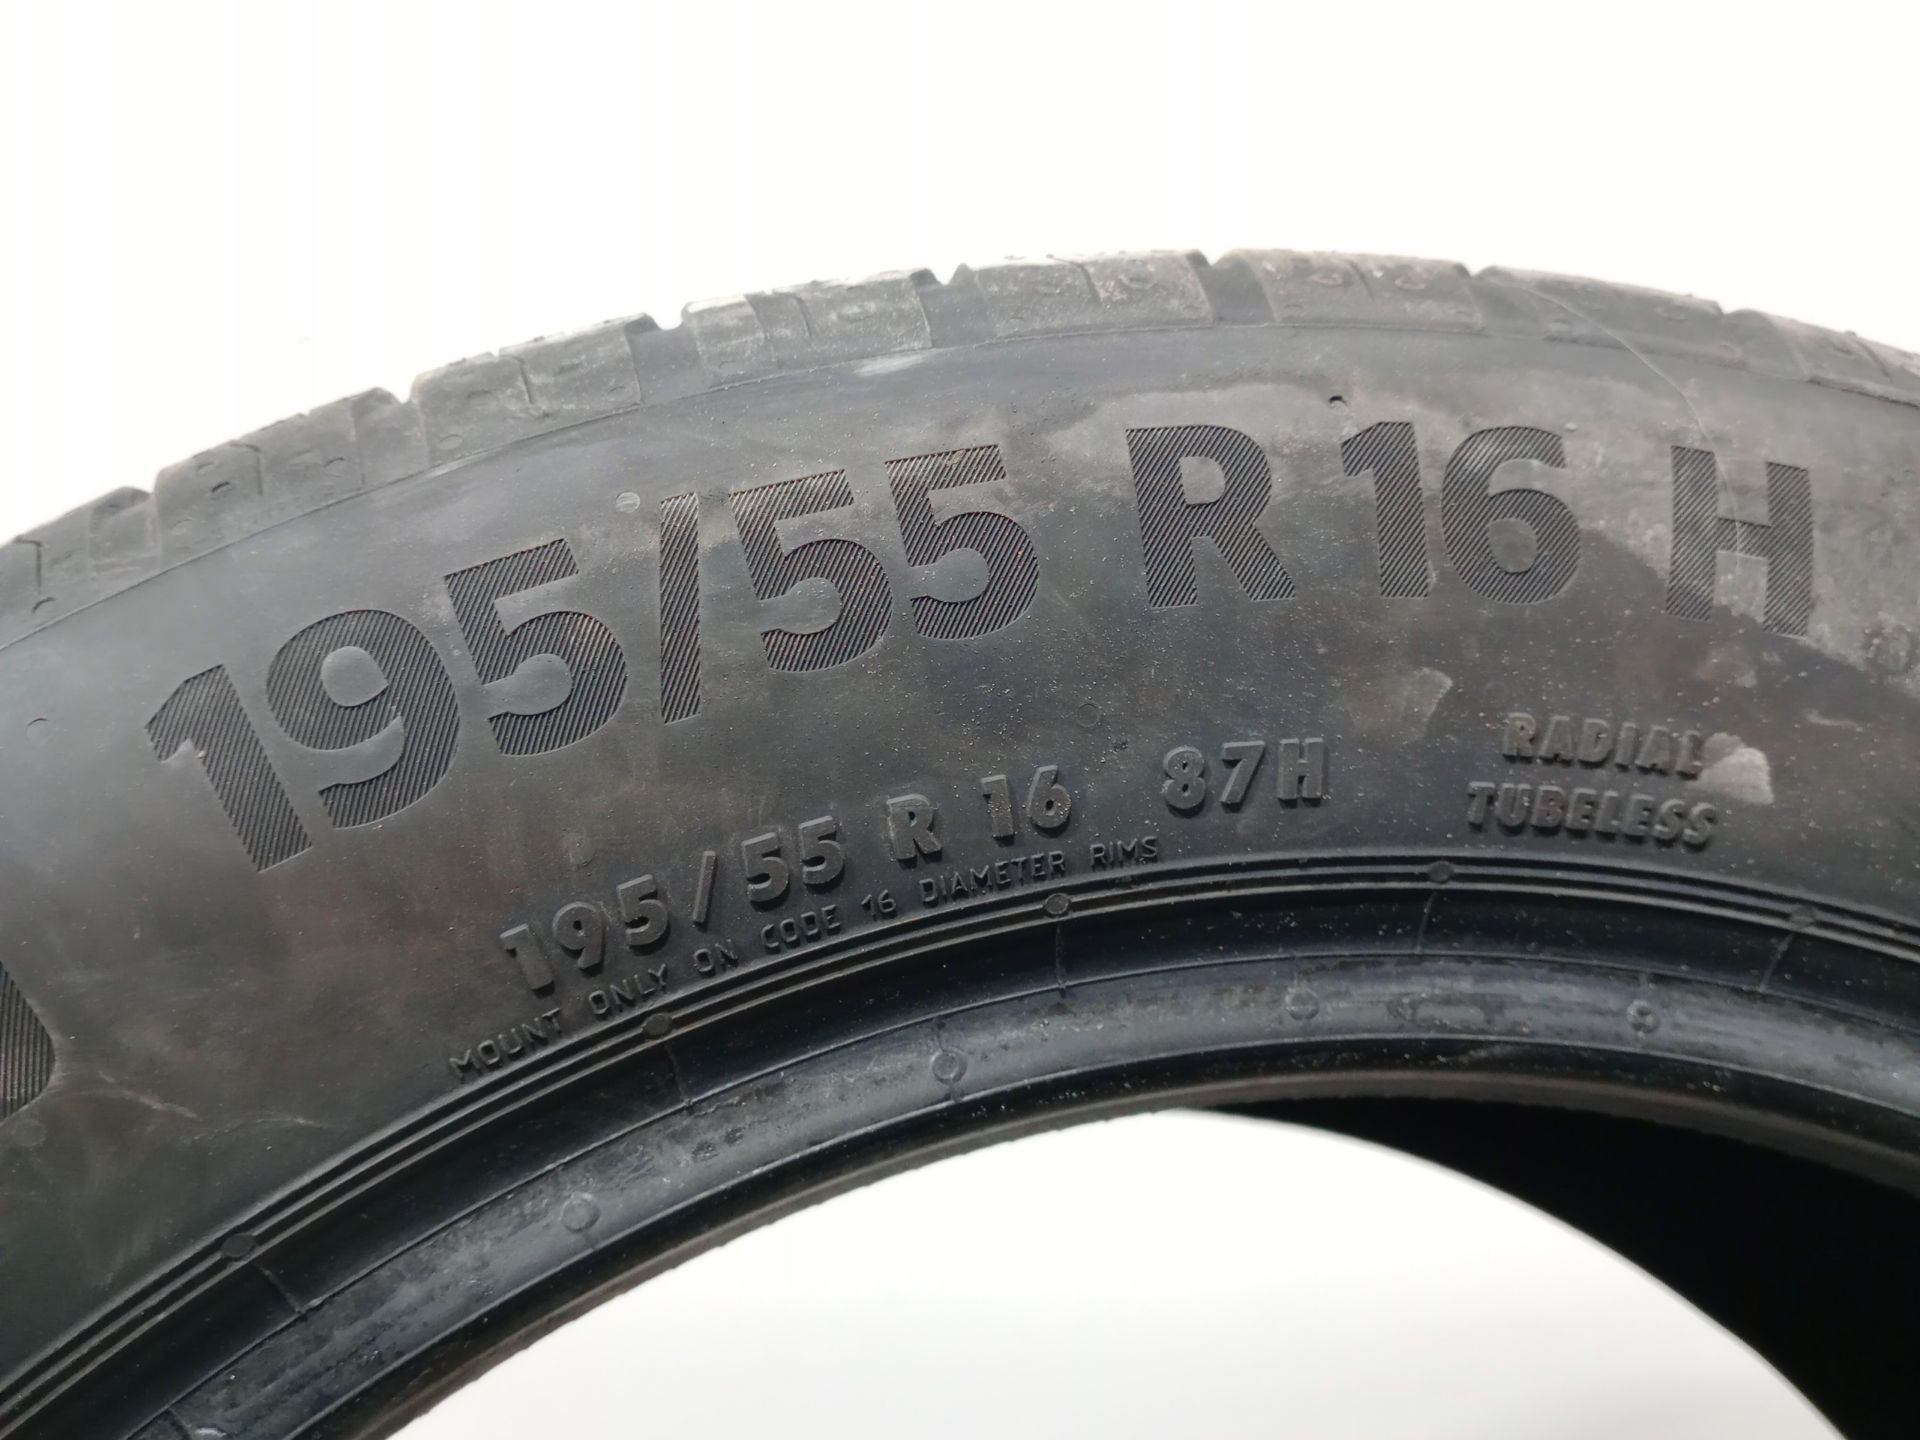 195/55 R 16 H
195/55 R 16 87H
MOUNT ONLY ON CODE 16 DIAMETER RIMS
RADIAL
TUBELESS